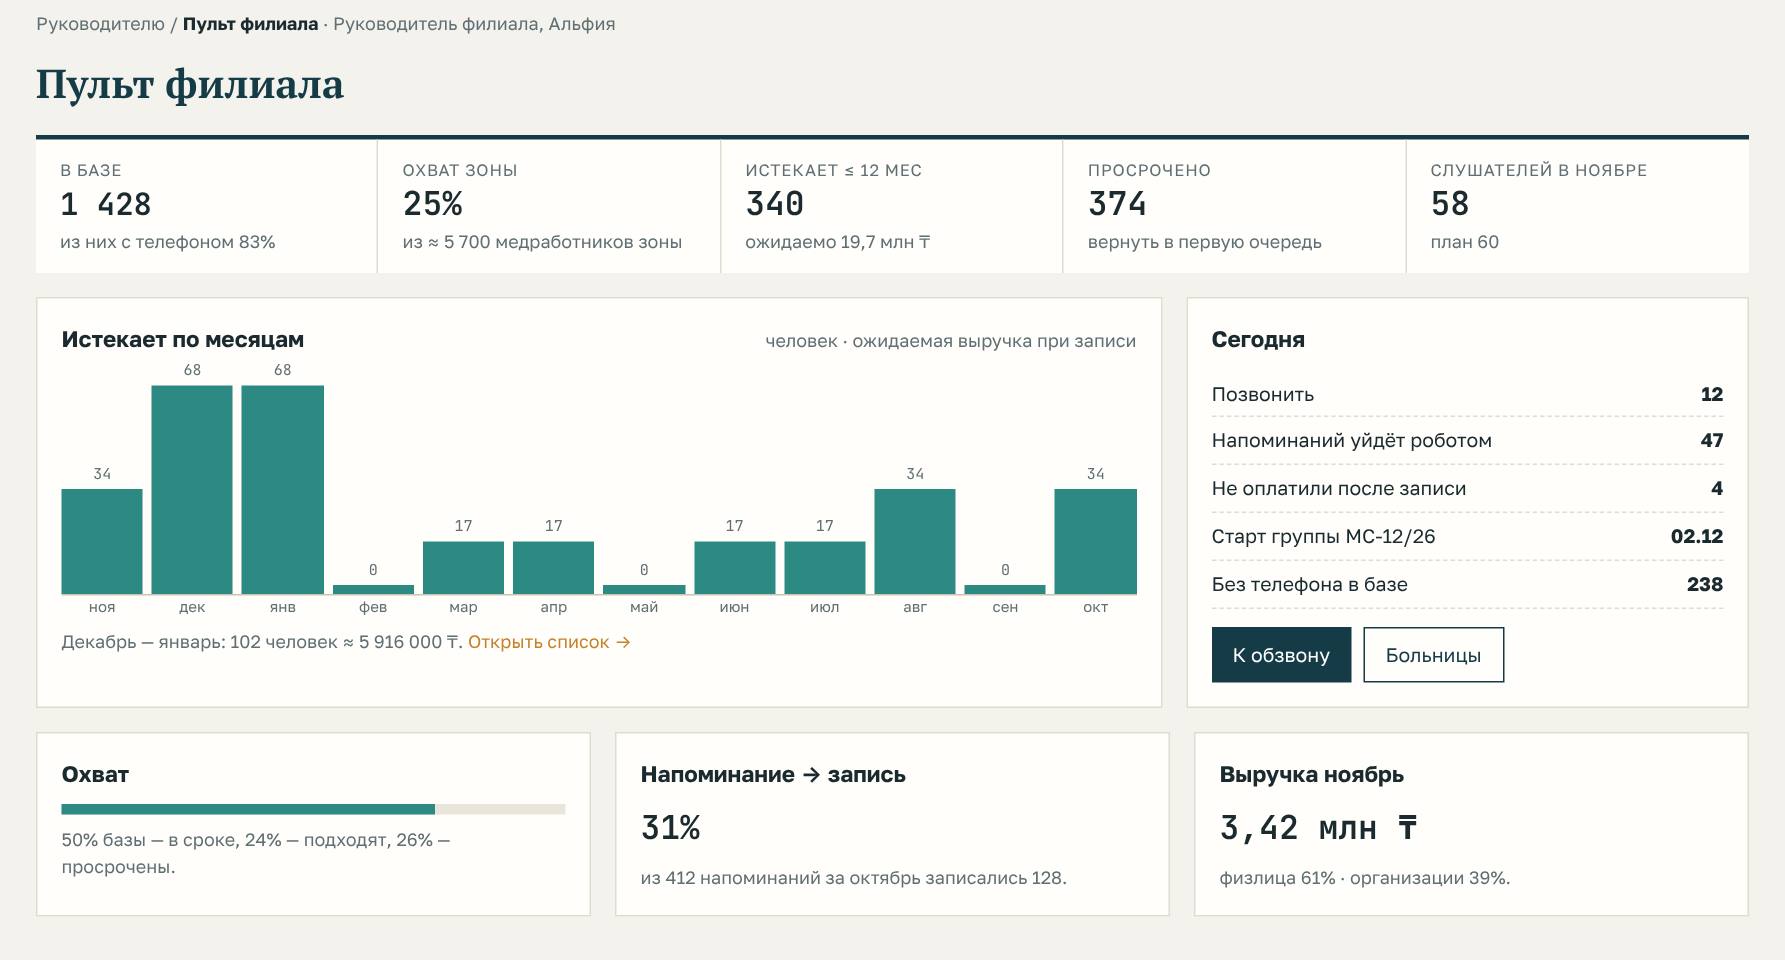 Руководителю / Пульт филиала · Руководитель филиала, Альфия
Пульт филиала
В БАЗЕ
1 428
из них с телефоном 83%
ОХВАТ ЗОНЫ
25%
из ≈ 5 700 медработников зоны
ИСТЕКАЕТ ≤ 12 МЕС
340
ожидаемо 19,7 млн ₸
ПРОСРОЧЕНО
374
вернуть в первую очередь
СЛУШАТЕЛЕЙ В НОЯБРЕ
58
план 60
Истекает по месяцам
человек · ожидаемая выручка при записи
34 68 68 0 17 17 0 17 17 34 0 34
ноя дек янв фев мар апр май июн июл авг сен окт
Декабрь — январь: 102 человек ≈ 5 916 000 ₸. Открыть список →
Сегодня
Позвонить 12
Напоминаний уйдёт роботом 47
Не оплатили после записи 4
Старт группы МС-12/26 02.12
Без телефона в базе 238
К обзвону Больницы
Охват
50% базы — в сроке, 24% — подходят, 26% —
просрочены.
Напоминание → запись
31%
из 412 напоминаний за октябрь записались 128.
Выручка ноябрь
3,42 млн ₸
физлица 61% · организации 39%.